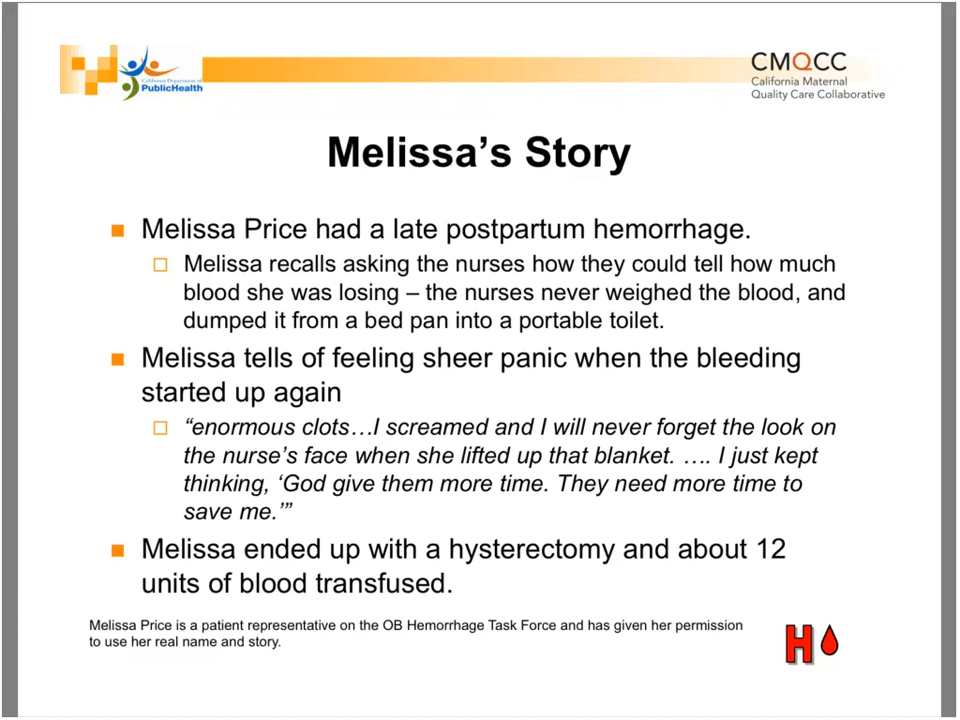 California Department of
PublicHealth
CMQCC
California Maternal
Quality Care Collaborative
Melissa’s Story
Melissa Price had a late postpartum hemorrhage.
Melissa recalls asking the nurses how they could tell how much
blood she was losing – the nurses never weighed the blood, and
dumped it from a bed pan into a portable toilet.
Melissa tells of feeling sheer panic when the bleeding
started up again
“enormous clots…I screamed and I will never forget the look on
the nurse’s face when she lifted up that blanket. …. I just kept
thinking, ‘God give them more time. They need more time to
save me.’”
Melissa ended up with a hysterectomy and about 12
units of blood transfused.
Melissa Price is a patient representative on the OB Hemorrhage Task Force and has given her permission
to use her real name and story.
H